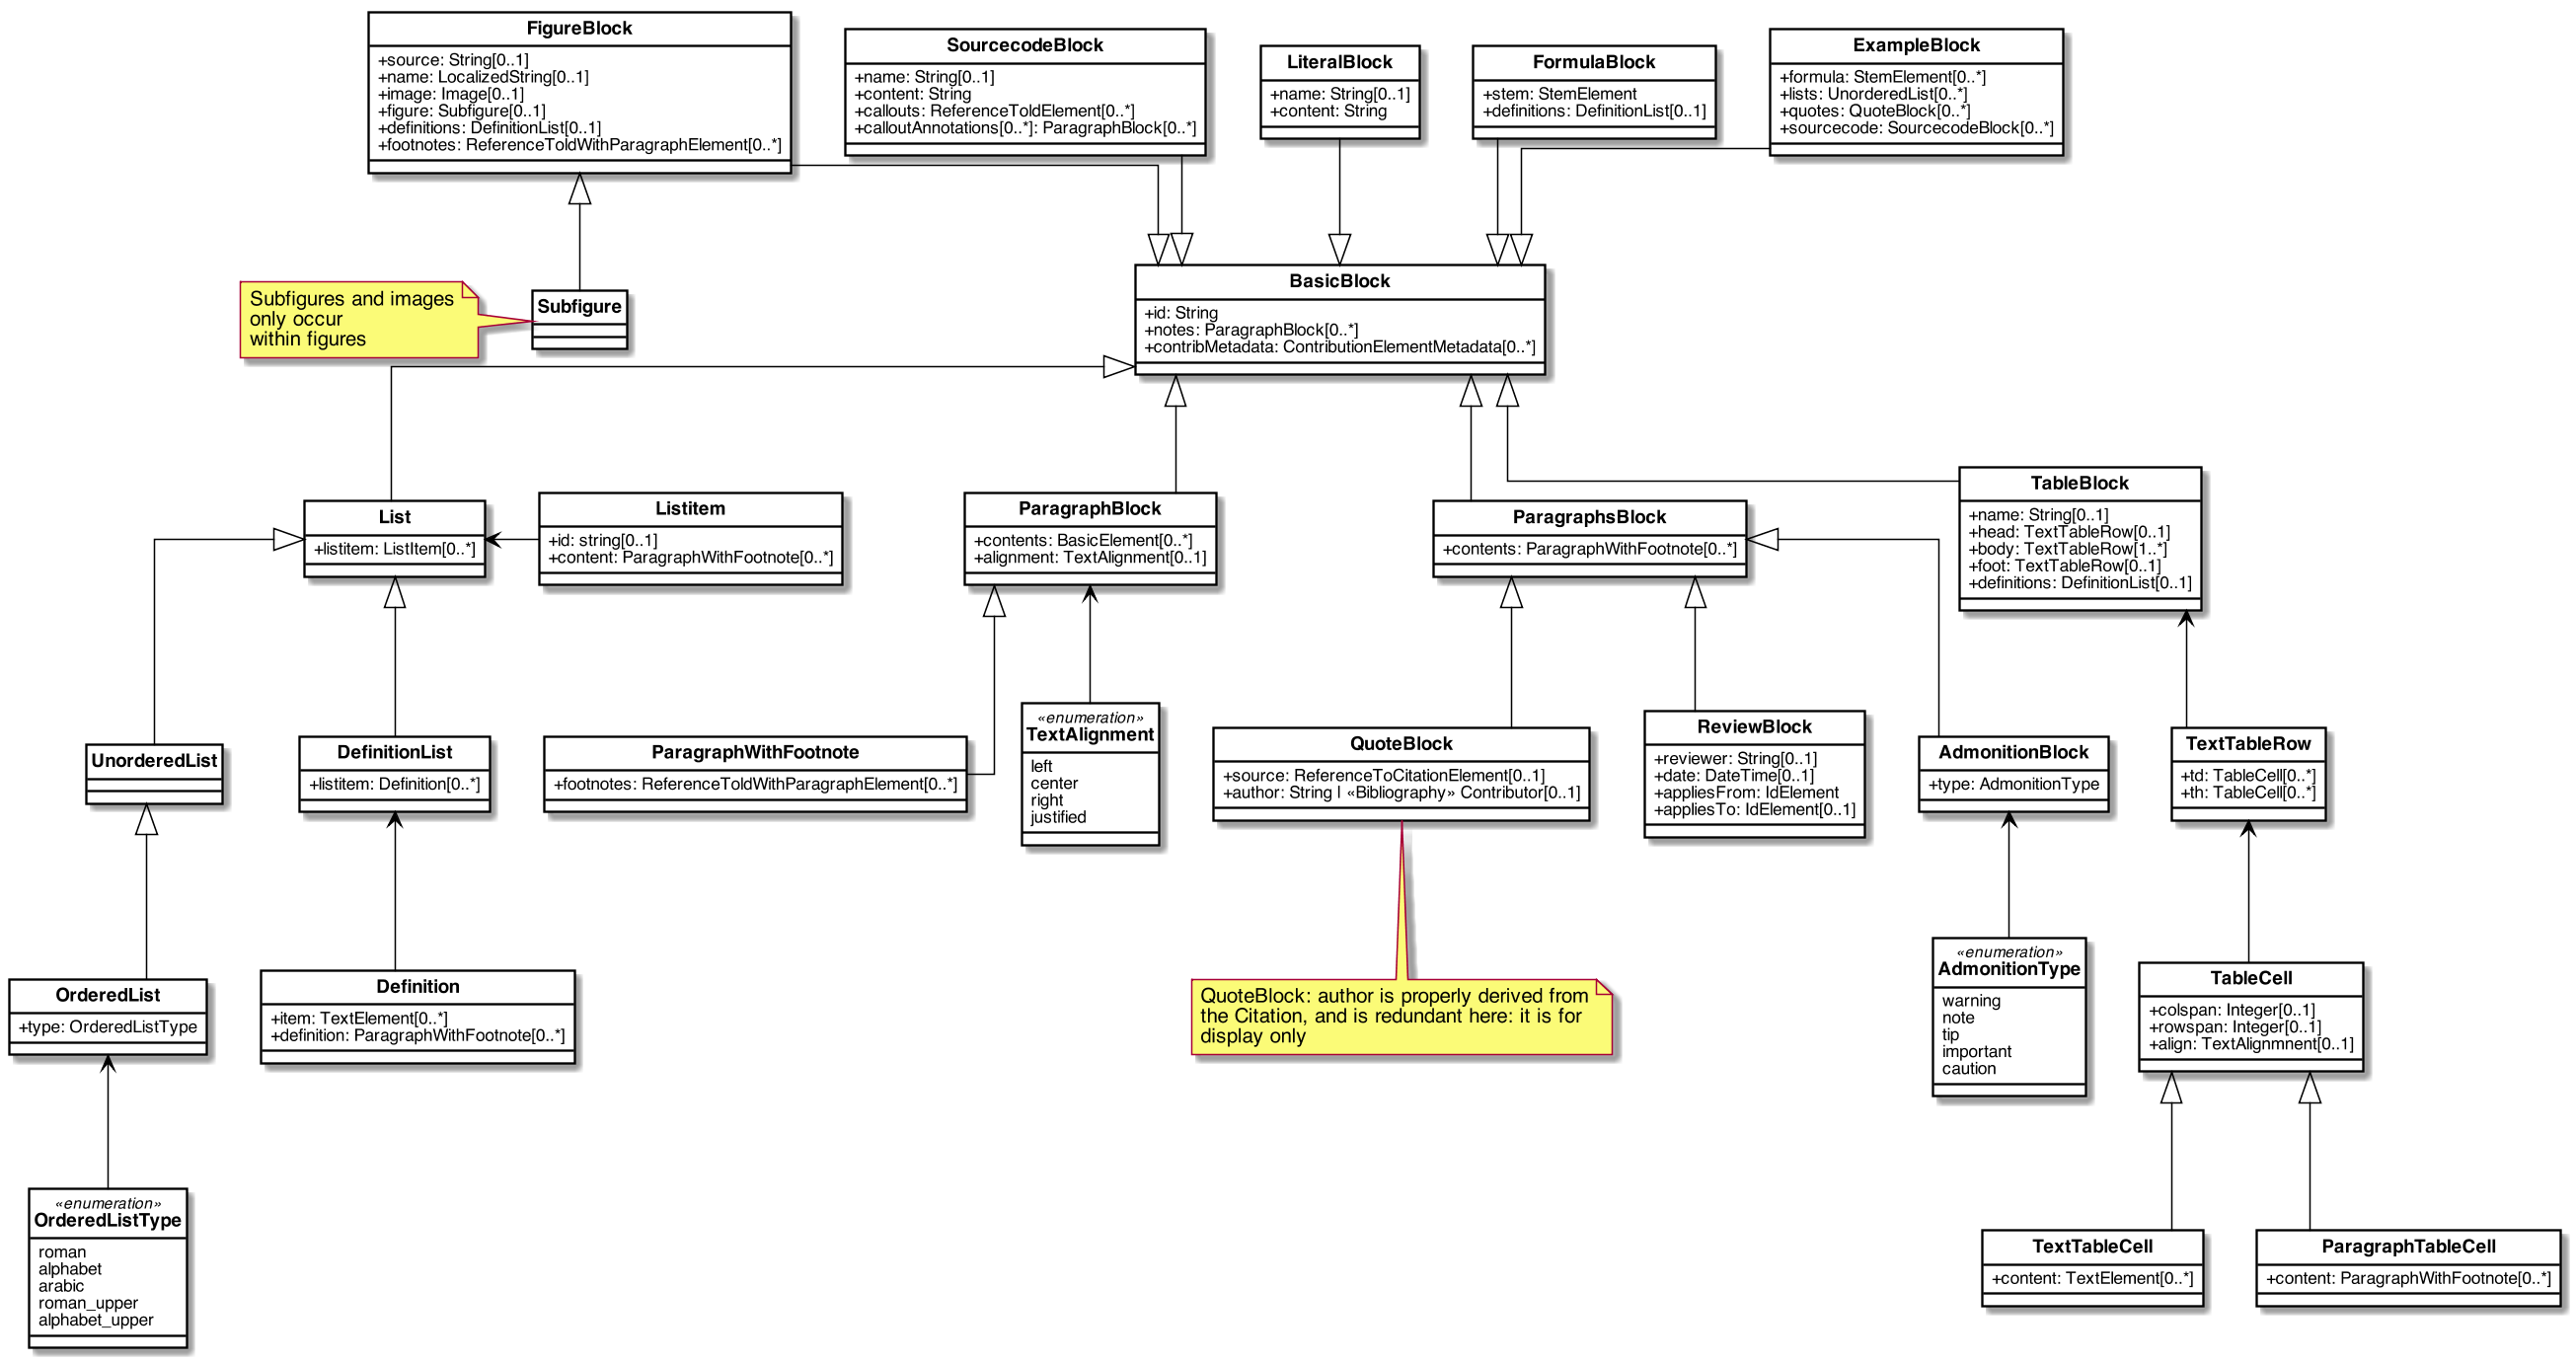 FigureBlock
+source: String[0..1]
+name: LocalizedString[0..1]
+image: Image[0..1]
+figure: Subfigure[0..1]
+definitions: DefinitionList[0..1]
+footnotes: ReferenceToIdWithParagraphElement[0..*]
SourcecodeBlock
+name: String[0..1]
+content: String
+callouts: ReferenceToIdElement[0..*]
+calloutAnnotations[0..*]: ParagraphBlock[0..*]
LiteralBlock
+name: String[0..1]
+content: String
FormulaBlock
+stem: StemElement
+definitions: DefinitionList[0..1]
ExampleBlock
+formula: StemElement[0..*]
+lists: UnorderedList[0..*]
+quotes: QuoteBlock[0..*]
+sourcecode: SourcecodeBlock[0..*]
Subfigures and images
only occur
within figures
Subfigure
BasicBlock
+id: String
+notes: ParagraphBlock[0..*]
+contribMetadata: ContributionElementMetadata[0..*]
List
+listitem: ListItem[0..*]
Listitem
+id: string[0..1]
+content: ParagraphWithFootnote[0..*]
ParagraphBlock
+contents: BasicElement[0..*]
+alignment: TextAlignment[0..1]
ParagraphsBlock
+contents: ParagraphWithFootnote[0..*]
TableBlock
+name: String[0..1]
+head: TextTableRow[0..1]
+body: TextTableRow[1..*]
+foot: TextTableRow[0..1]
+definitions: DefinitionList[0..1]
UnorderedList
DefinitionList
+listitem: Definition[0..*]
ParagraphWithFootnote
+footnotes: ReferenceToIdWithParagraphElement[0..*]
«enumeration»
TextAlignment
left
center
right
justified
QuoteBlock
+source: ReferenceToCitationElement[0..1]
+author: String | «Bibliography» Contributor[0..1]
ReviewBlock
+reviewer: String[0..1]
+date: DateTime[0..1]
+appliesFrom: IdElement
+appliesTo: IdElement[0..1]
AdmonitionBlock
+type: AdmonitionType
TextTableRow
+td: TableCell[0..*]
+th: TableCell[0..*]
OrderedList
+type: OrderedListType
Definition
+item: TextElement[0..*]
+definition: ParagraphWithFootnote[0..*]
QuoteBlock: author is properly derived from
the Citation, and is redundant here: it is for
display only
«enumeration»
AdmonitionType
warning
note
tip
important
caution
TableCell
+colspan: Integer[0..1]
+rowspan: Integer[0..1]
+align: TextAlignmnent[0..1]
«enumeration»
OrderedListType
roman
alphabet
arabic
roman_upper
alphabet_upper
TextTableCell
+content: TextElement[0..*]
ParagraphTableCell
+content: ParagraphWithFootnote[0..*]